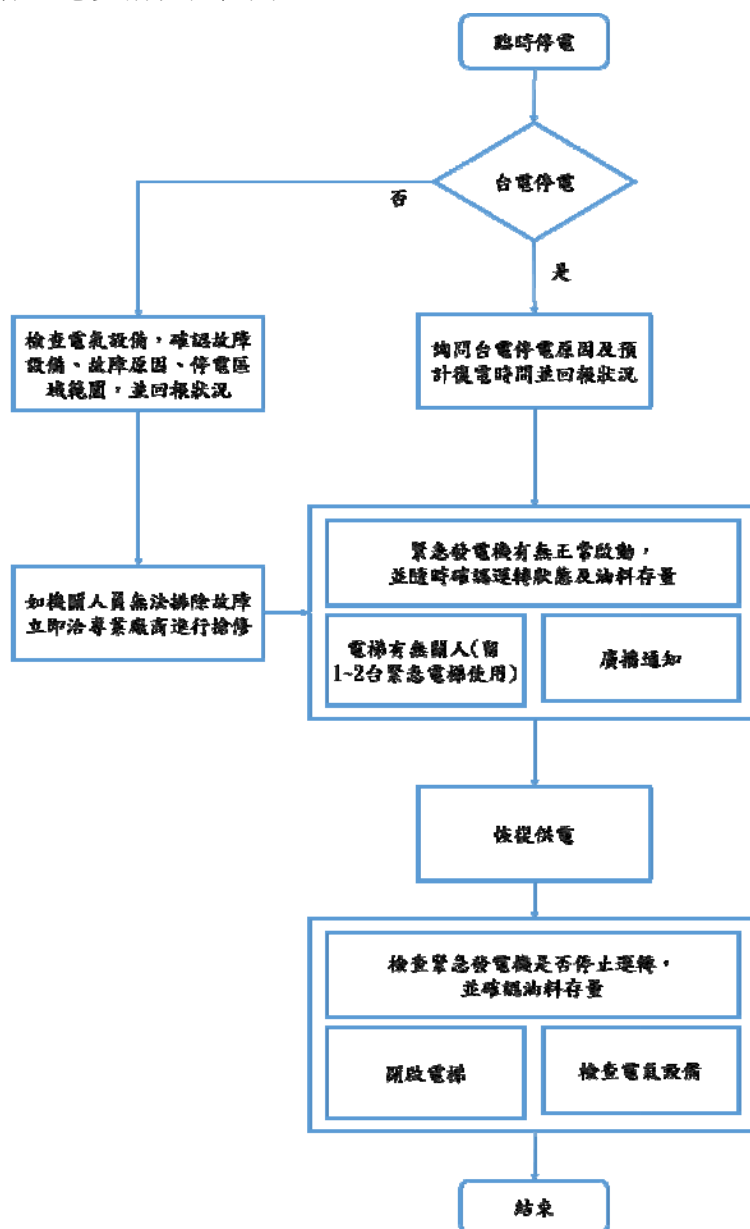 臨時停電
台電停電
否
是
檢查電氣設備,確認故障
設備、故障原因、停電區
域範圍,並回報狀況
詢問台電停電原因及預
計復電時間並回報狀況
緊急發電機有無正常啟動,
並隨時確認運轉狀態及油料存量
如機關人員無法排除故障
立即洽專業廠商進行搶修
電梯有無關人(留
1~2台緊急電梯使用)
廣播通知
恢復供電
檢查緊急發電機是否停止運轉,
並確認油料存量
開啟電梯
檢查電氣設備
結束